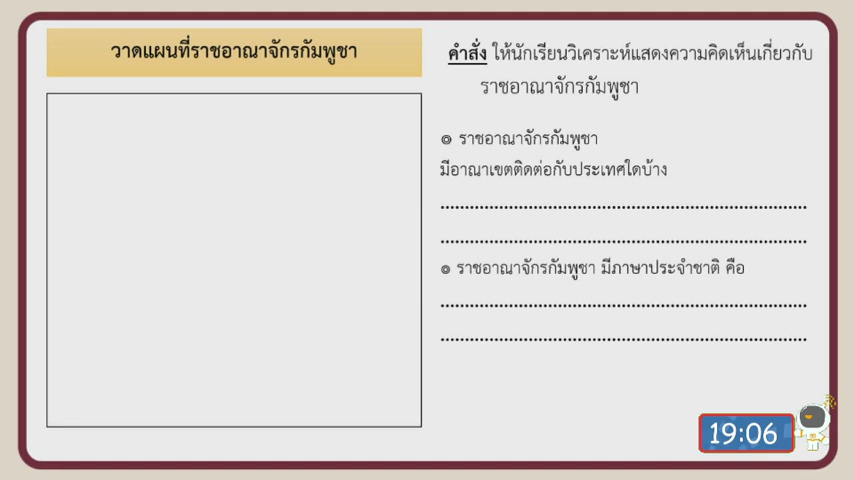 วาดแผนที่ราชอาณาจักรกัมพูชา
คำสั่ง ให้นักเรียนวิเคราะห์แสดงความคิดเห็นเกี่ยวกับ
ราชอาณาจักรกัมพูชา
๏ ราชอาณาจักรกัมพูชา
มีอาณาเขตติดต่อกับประเทศใดบ้าง
................................................................................
................................................................................
๏ ราชอาณาจักรกัมพูชา มีภาษาประจำชาติ คือ
................................................................................
................................................................................
19:06